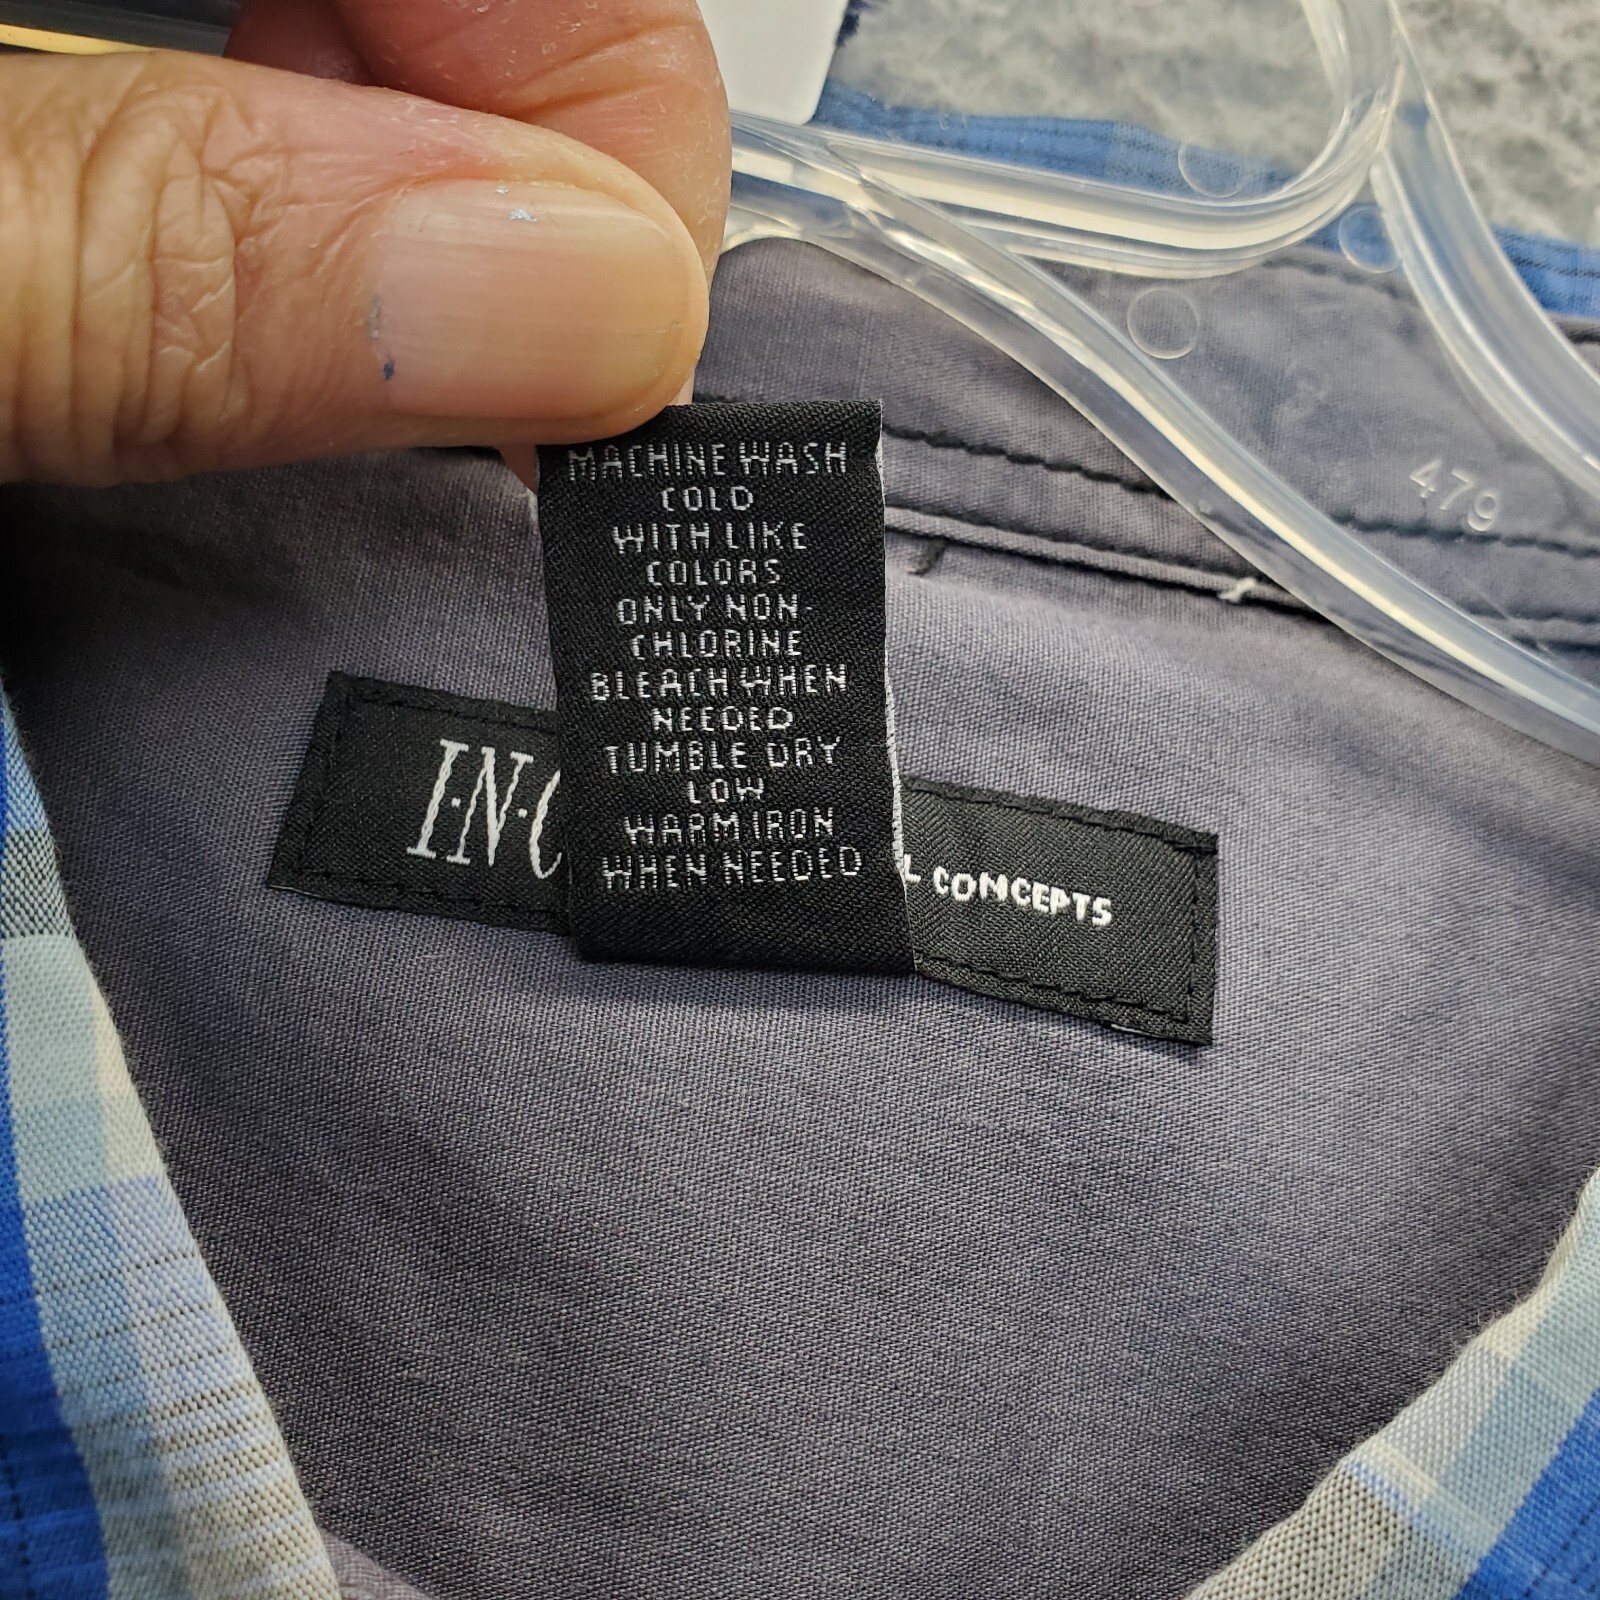 479
MACHINE WASH
COLD
WITH LIKE
COLORS
ONLY NON-
CHLORINE
BLEACH WHEN
NEEDED
TUMBLE DRY
LOW
WARM IRON
WHEN NEEDED
I·N·C L CONCEPTS